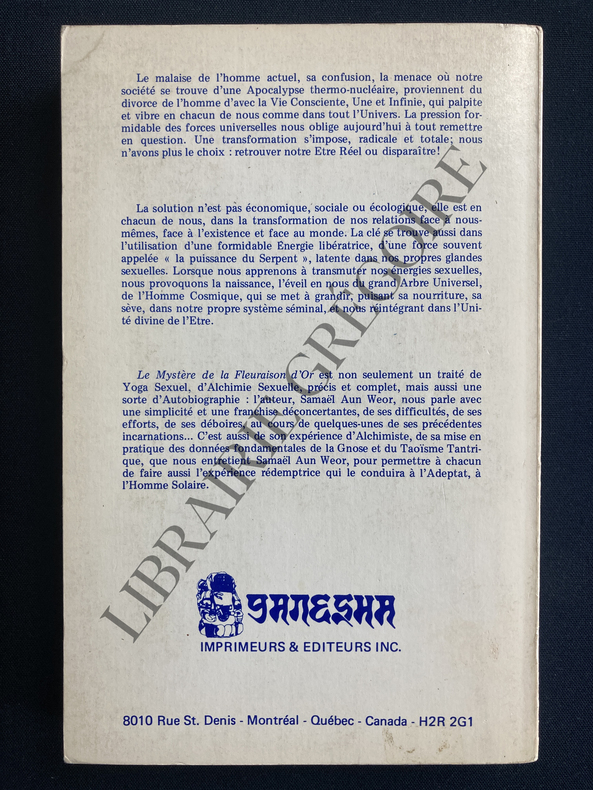 Le malaise de l'homme actuel, sa confusion, la menace où notre
société se trouve d'une Apocalypse thermo-nucléaire, proviennent du
divorce de l'homme d'avec la Vie Consciente, Une et Infinie, qui palpite
et vibre en chacun de nous comme dans tout l'Univers. La pression for-
midable des forces universelles nous oblige aujourd'hui à tout remettre
en question. Une transformation s'impose, radicale et totale; nous
n'avons plus le choix : retrouver notre Etre Réel ou disparaître!
La solution n'est pas économique, sociale ou écologique, elle est en
chacun de nous, dans la transformation de nos relations face à nous-
mêmes, face à l'existence et face au monde. La clé se trouve aussi dans
l'utilisation d'une formidable Energie libératrice, d'une force souvent
appelée « la puissance du Serpent », latente dans nos propres glandes
sexuelles. Lorsque nous apprenons à transmuter nos énergies sexuelles,
nous provoquons la naissance, l'éveil en nous du grand Arbre Universel,
de l'Homme Cosmique, qui se met à grandir, puisant sa nourriture, sa
sève, dans notre propre système séminal, et nous réintégrant dans l'Uni-
té divine de l'Etre.
Le Mystère de la Fleuraison d'Or est non seulement un traité de
Yoga Sexuel, d'Alchimie Sexuelle, précis et complet, mais aussi une
sorte d'Autobiographie : l'auteur, Samaël Aun Weor, nous parle avec
une simplicité et une franchise déconcertantes, de ses difficultés, de ses
efforts, de ses déboires, au cours de quelques-unes de ses précédentes
incarnations... C'est aussi de son expérience d'Alchimiste, de sa mise en
pratique des données fondamentales de la Gnose et du Taoïsme Tantri-
que, que nous entretient Samaël Aun Weor, pour permettre à chacun
de faire aussi l'expérience rédemptrice qui le conduira à l'Adeptat, à
l'Homme Solaire.
LIBRAIRIE GRÉGOIRE
GANESHA
IMPRIMEURS & EDITEURS INC.
8010 Rue St. Denis - Montréal - Québec - Canada - H2R 2G1